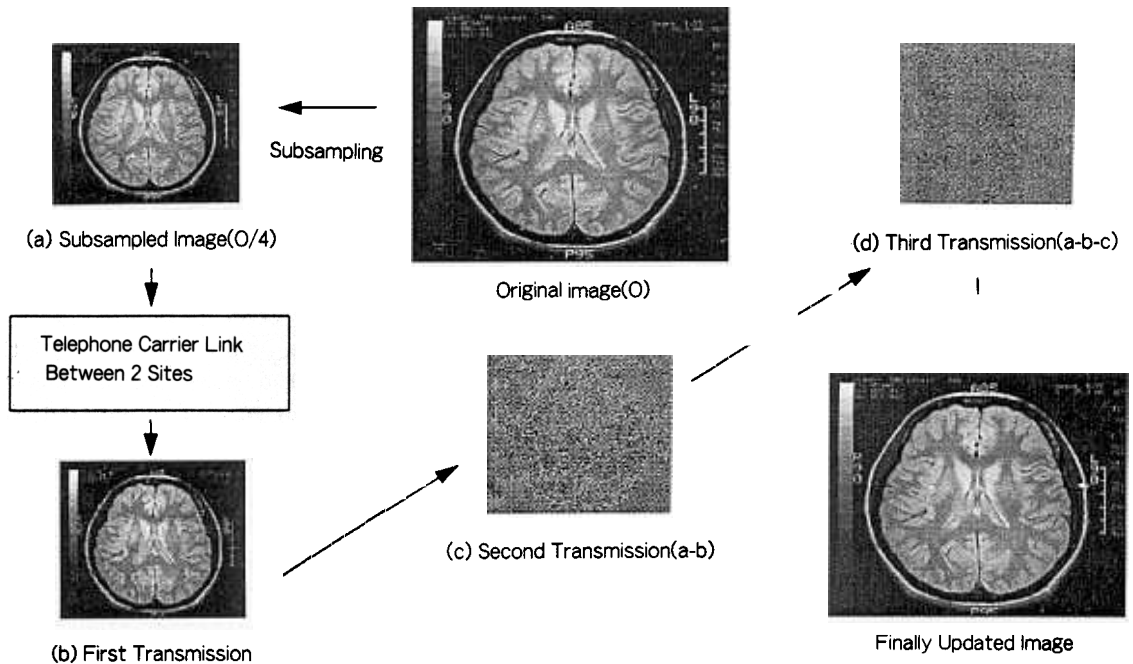 Subsampling
(a) Subsampled Image(O/4)
Original image(O)
(d) Third Transmission(a-b-c)
Telephone Carrier Link
Between 2 Sites
(c) Second Transmission(a-b)
(b) First Transmission
Finally Updated Image